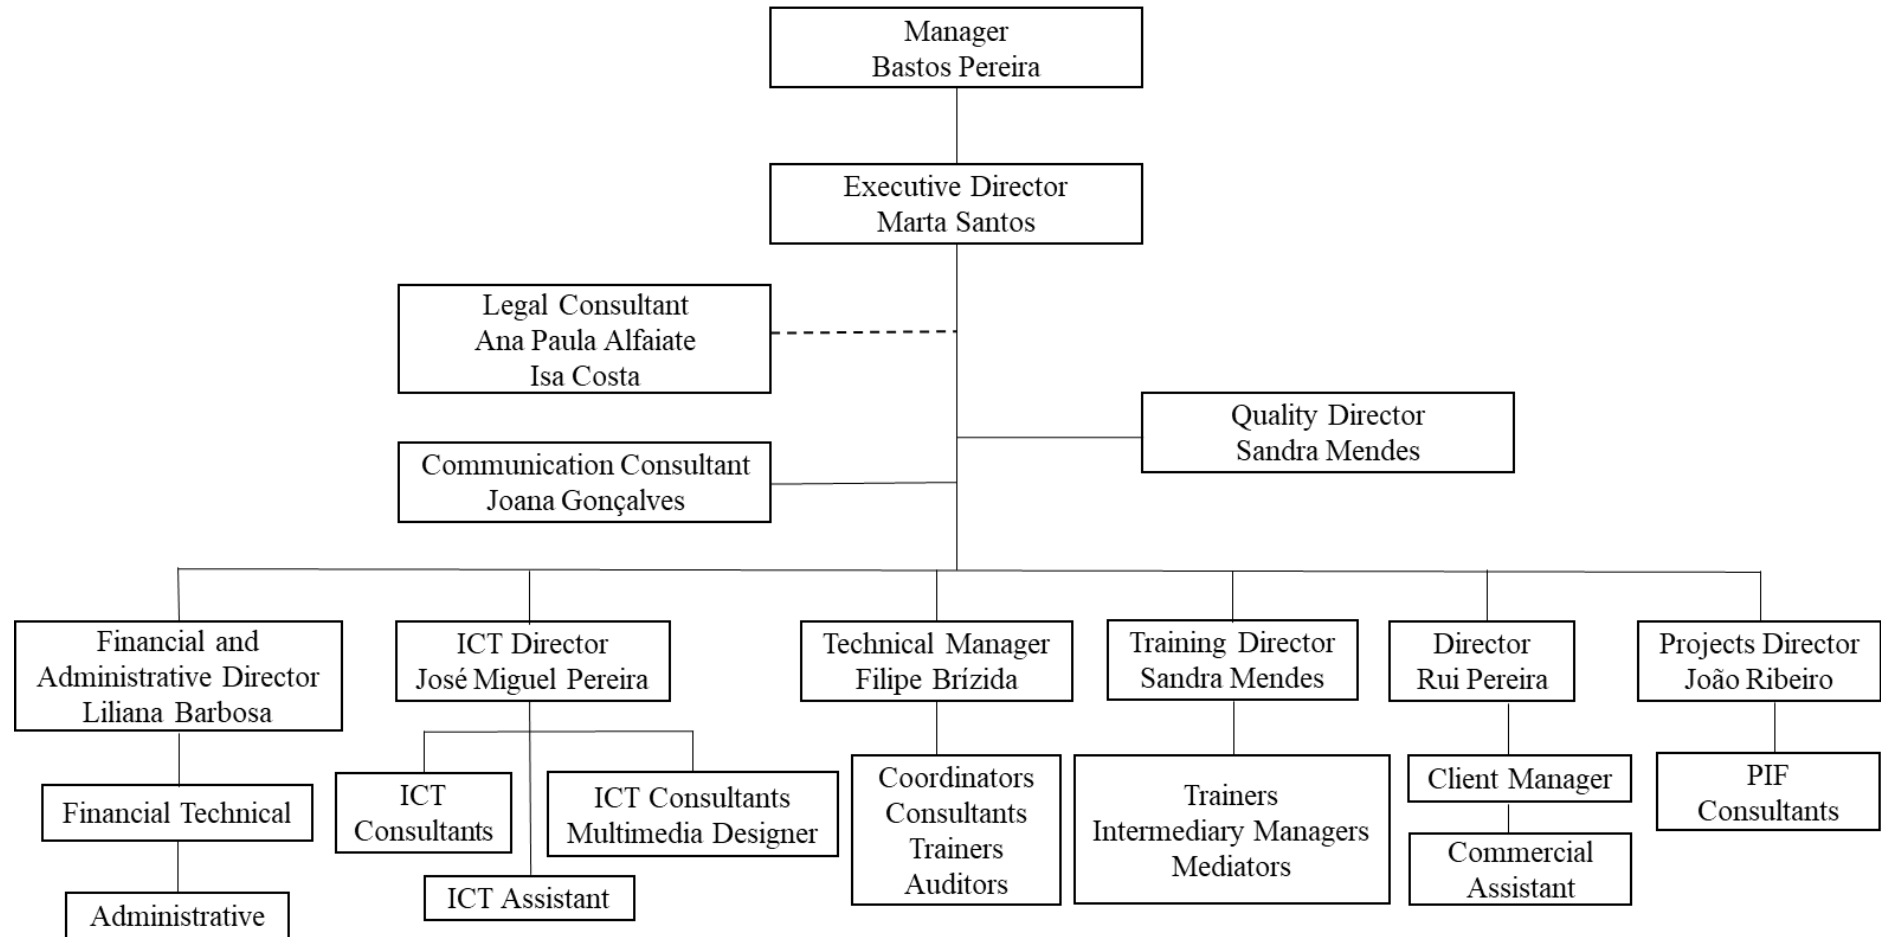 Manager
Bastos Pereira
Executive Director
Marta Santos
Legal Consultant
Ana Paula Alfaiate
Isa Costa
Quality Director
Sandra Mendes
Communication Consultant
Joana Gonçalves
Financial and
Administrative Director
Liliana Barbosa
ICT Director
José Miguel Pereira
Technical Manager
Filipe Brízida
Training Director
Sandra Mendes
Director
Rui Pereira
Projects Director
João Ribeiro
Financial Technical
Administrative
ICT
Consultants
ICT Consultants
Multimedia Designer
ICT Assistant
Coordinators
Consultants
Trainers
Auditors
Trainers
Intermediary Managers
Mediators
Client Manager
Commercial
Assistant
PIF
Consultants